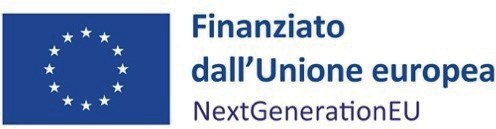 Finanziato
dall’Unione europea
NextGenerationEU